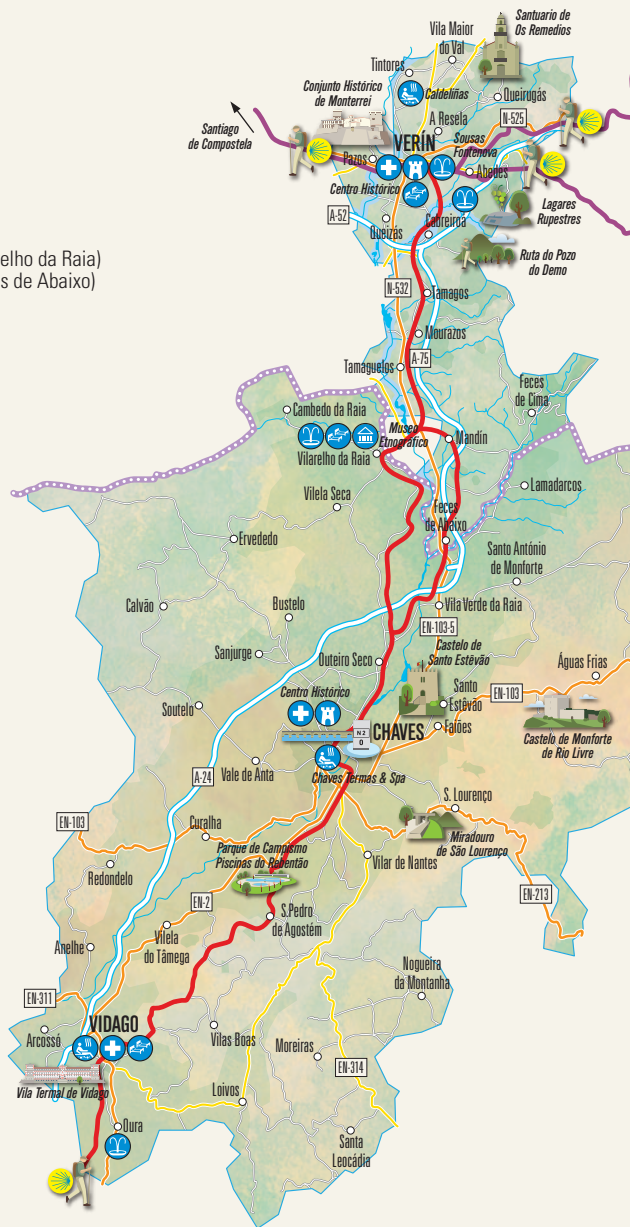 Santuario de
Os Remedios
Vila Maior
do Val
Tintores
Caldeliñas
Queirugás
Conjunto Histórico
de Monterrei
N-525
A Resela
Santiago
de Compostela
VERÍN
Sousas
Fontenova
Pazos
Abedes
Centro Histórico
Lagares
Rupestres
A-52
Queizás
Cabreiroá
Ruta do Pozo
do Demo
elho da Raia)
s de Abaixo)
N-532
Tamagos
Mourazos
A-75
Tamaguelos
Feces
de Cima
Cambedo da Raia
Museo
Etnográfico
Mandín
Vilarelho da Raia
Lamadarcos
Vilela Seca
Feces
de Abaixo
Ervededo
Santo António
de Monforte
Calvão
Bustelo
Vila Verde da Raia
EN-103-5
Sanjurge
Outeiro Seco
Castelo de
Santo Estêvão
Águas Frias
Centro Histórico
Santo
Estêvão
EN-103
Soutelo
N 2
0
CHAVES
Faiões
Castelo de Monforte
de Rio Livre
Vale de Anta
Chaves Termas & Spa
A-24
S. Lourenço
EN-103
Curalha
Miradouro
de São Lourenço
Parque de Campismo
Piscinas do Rebentão
Vilar de Nantes
Redondelo
EN-2
EN-213
S.Pedro
de Agostém
Vilela
do Tâmega
Anelhe
Nogueira
da Montanha
EN-311
VIDAGO
Arcossó
Vilas Boas
Moreiras
EN-314
Vila Termal de Vidago
Loivos
Oura
Santa
Leocádia